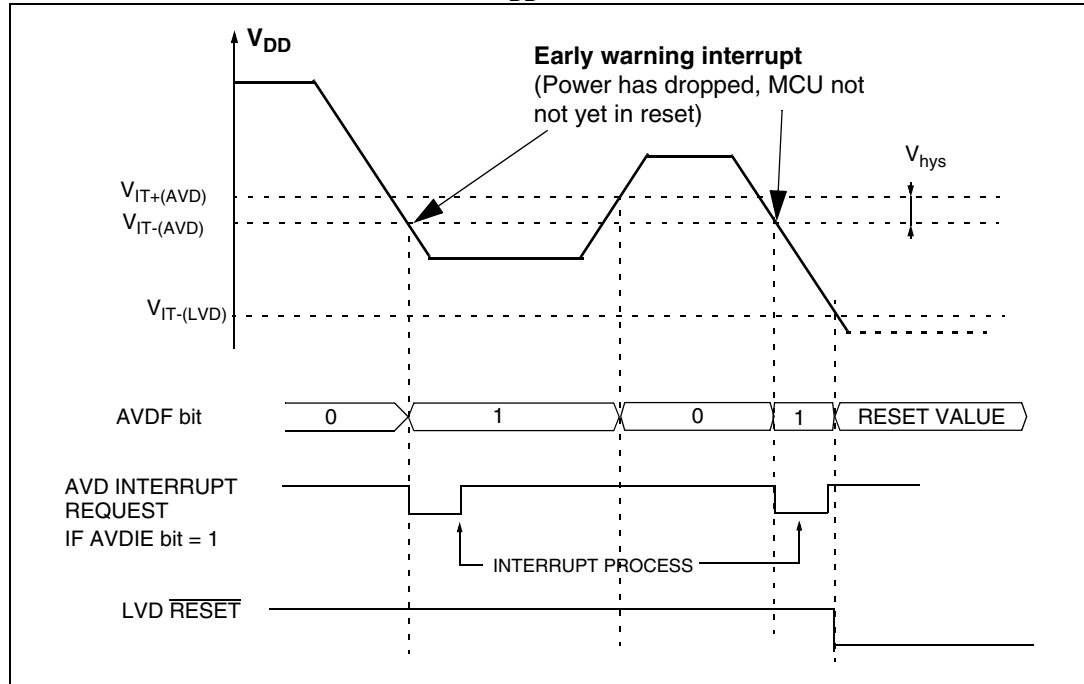 DD
VDD
Early warning interrupt
(Power has dropped, MCU not
not yet in reset)
Vhys
VIT+(AVD)
VIT-(AVD)
VIT-(LVD)
AVDF bit
0
1
0
1
RESET VALUE
AVD INTERRUPT
REQUEST
IF AVDIE bit = 1
INTERRUPT PROCESS
LVD RESET